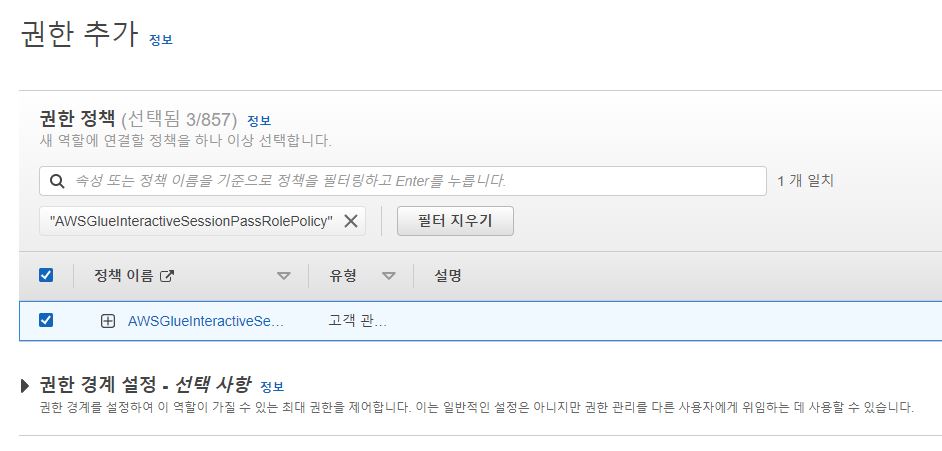 권한 추가 정보
권한 정책 (선택됨 3/857) 정보
새 역할에 연결할 정책을 하나 이상 선택합니다.
속성 또는 정책 이름을 기준으로 정책을 필터링하고 Enter를 누릅니다.
1 개 일치
"AWSGlueInteractiveSessionPassRolePolicy"
필터 지우기
정책 이름 유형 설명
AWSGlueInteractiveSe... 고객 관...
권한 경계 설정 - 선택 사항 정보
권한 경계를 설정하여 이 역할이 가질 수 있는 최대 권한을 제어합니다. 이는 일반적인 설정은 아니지만 권한 관리를 다른 사용자에게 위임하는 데 사용할 수 있습니다.